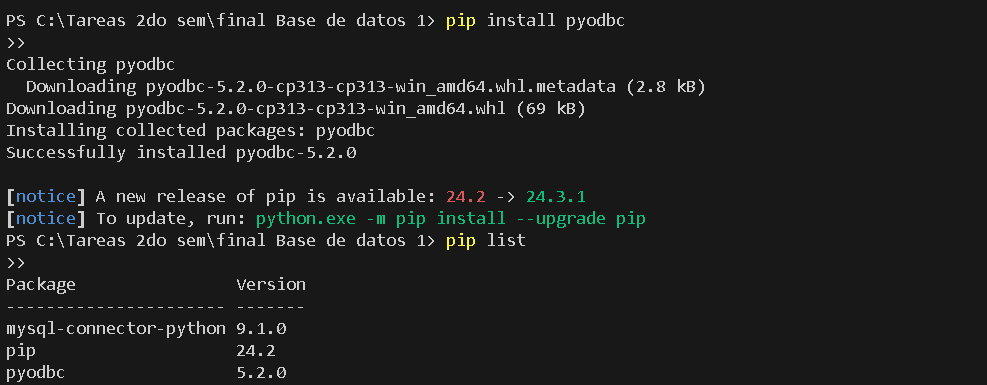 PS C:\Tareas 2do sem\final Base de datos 1> pip install pyodbc
>>
Collecting pyodbc
  Downloading pyodbc-5.2.0-cp313-cp313-win_amd64.whl.metadata (2.8 kB)
Downloading pyodbc-5.2.0-cp313-cp313-win_amd64.whl (69 kB)
Installing collected packages: pyodbc
Successfully installed pyodbc-5.2.0

[notice] A new release of pip is available: 24.2 -> 24.3.1
[notice] To update, run: python.exe -m pip install --upgrade pip
PS C:\Tareas 2do sem\final Base de datos 1> pip list
>>
Package                Version
---------------------- -------
mysql-connector-python 9.1.0
pip                    24.2
pyodbc                 5.2.0